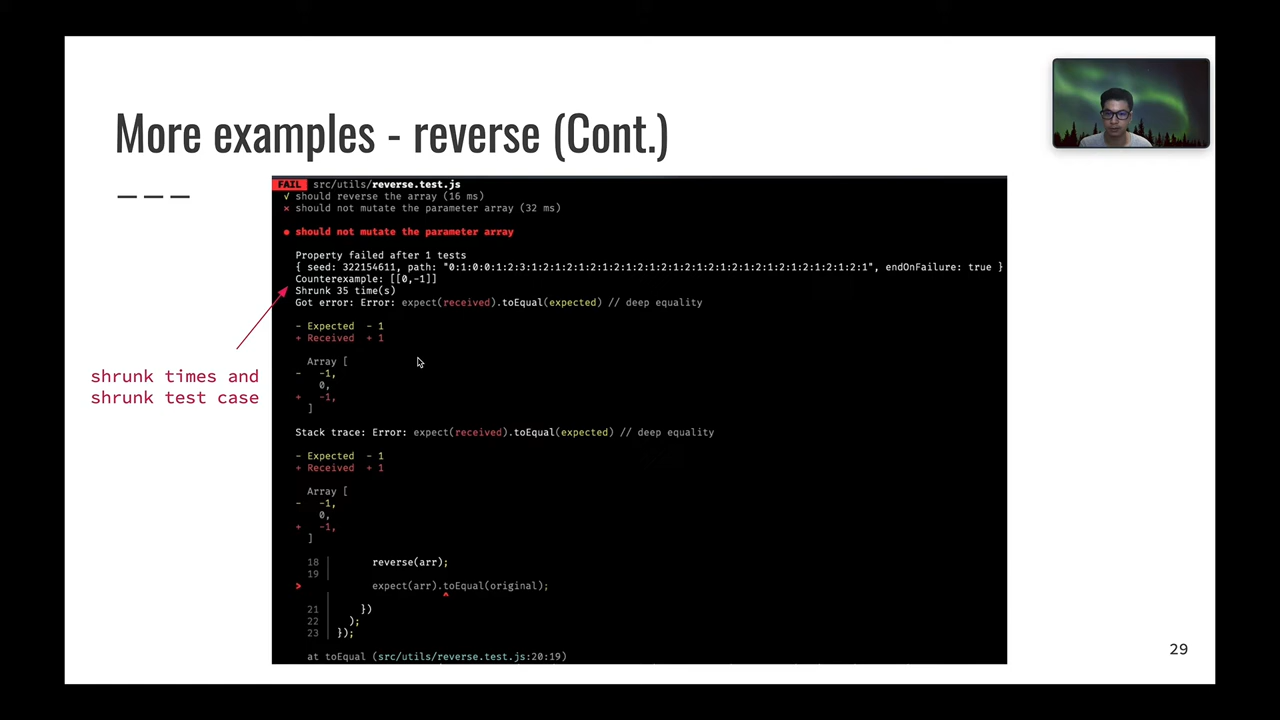 More examples - reverse (Cont.)
FAIL src/utils/reverse.test.js
√ should reverse the array (16 ms)
× should not mutate the parameter array (32 ms)
● should not mutate the parameter array
Property failed after 1 tests
{ seed: 322154611, path: "0:1:0:0:1:2:3:1:2:1:2:1:2:1:2:1:2:1:2:1:2:1:2:1:2:1:2:1:2:1:2:1:2:1:2:1", endOnFailure: true }
Counterexample: [[0,-1]]
Shrunk 35 time(s)
Got error: Error: expect(received).toEqual(expected) // deep equality
- Expected - 1
+ Received + 1
Array [
- -1,
0,
+ -1,
]
shrunk times and
shrunk test case
Stack trace: Error: expect(received).toEqual(expected) // deep equality
- Expected - 1
+ Received + 1
Array [
- -1,
0,
+ -1,
]
18 | reverse(arr);
19 |
> | expect(arr).toEqual(original);
| ^
21 | })
22 | );
23 | });
at toEqual (src/utils/reverse.test.js:20:19)
29